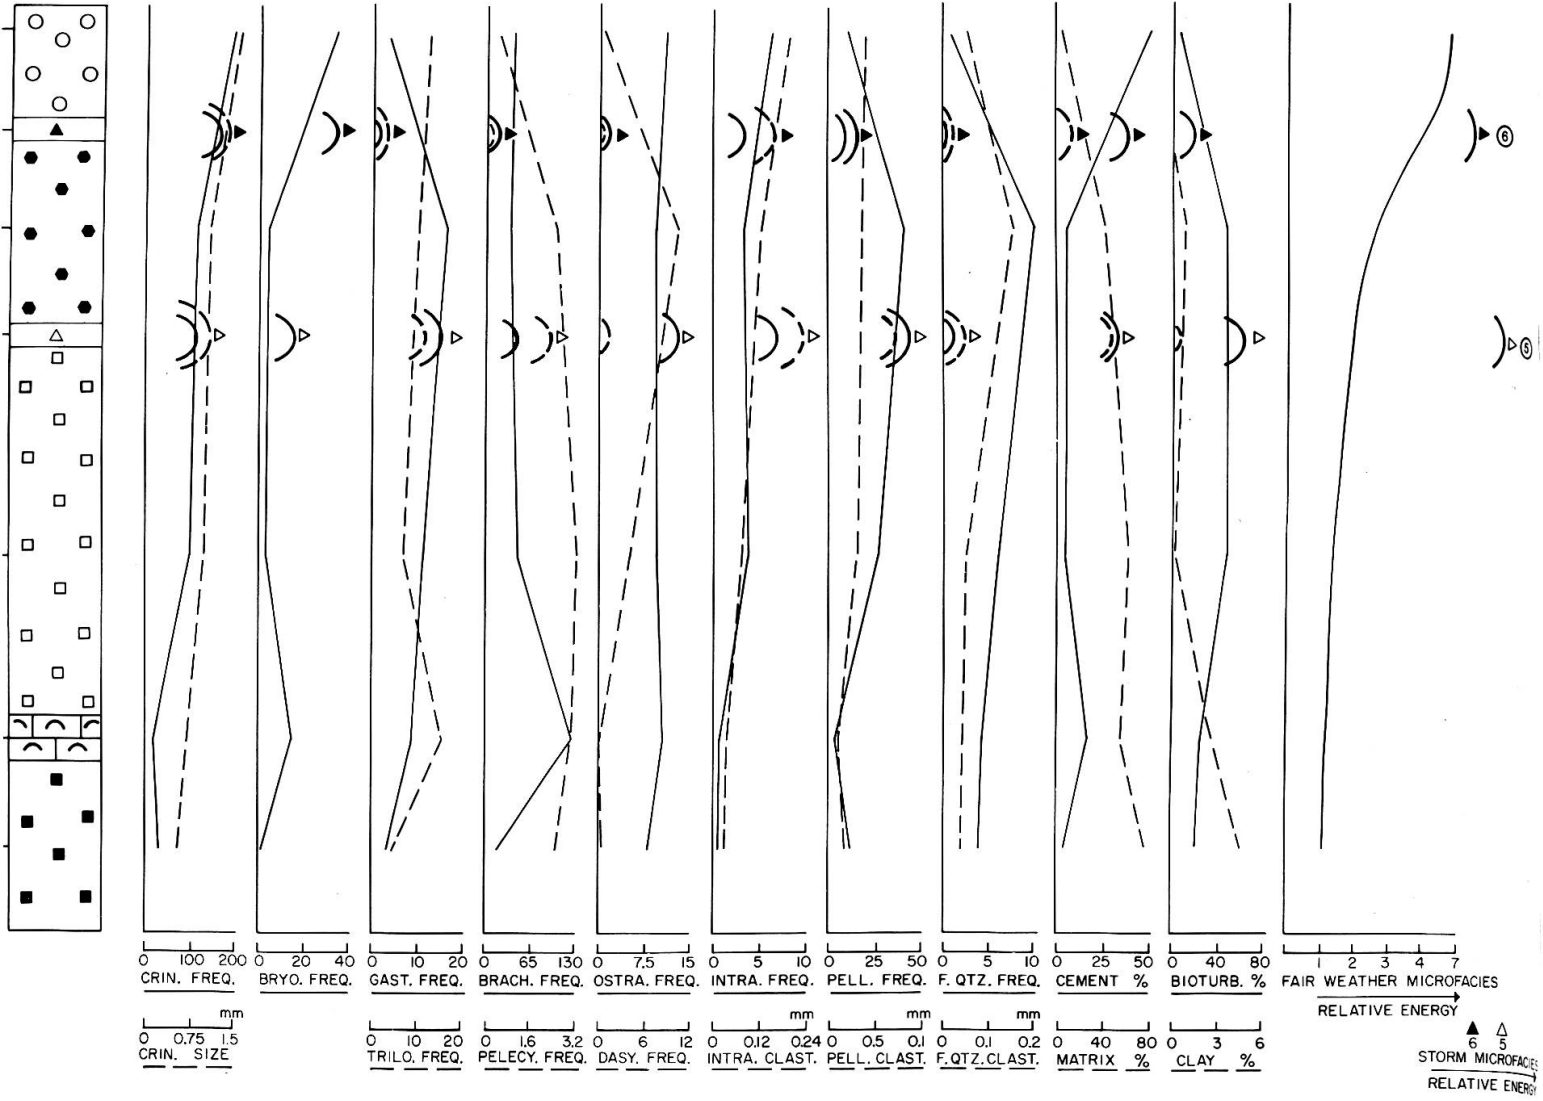 6
5
0 100 200
0 20 40
0 10 20
0 65 130
0 7.5 15
0 5 10
0 25 50
0 5 10
0 25 50
0 40 80
1 2 3 4 7
CRIN. FREQ.
BRYO. FREQ.
GAST. FREQ.
BRACH. FREQ.
OSTRA. FREQ.
INTRA. FREQ.
PELL. FREQ.
F. QTZ. FREQ.
CEMENT %
BIOTURB. %
FAIR WEATHER MICROFACIES
RELATIVE ENERGY
mm
mm
mm
mm
0 0.75 1.5
0 10 20
0 1.6 3.2
0 6 12
0 0.12 0.24
0 0.5 0.1
0 0.1 0.2
0 40 80
0 3 6
6 5
CRIN. SIZE
TRILO. FREQ.
PELECY. FREQ.
DASY. FREQ.
INTRA. CLAST.
PELL. CLAST.
F.QTZ.CLAST.
MATRIX %
CLAY %
STORM MICROFACIES
RELATIVE ENERGY